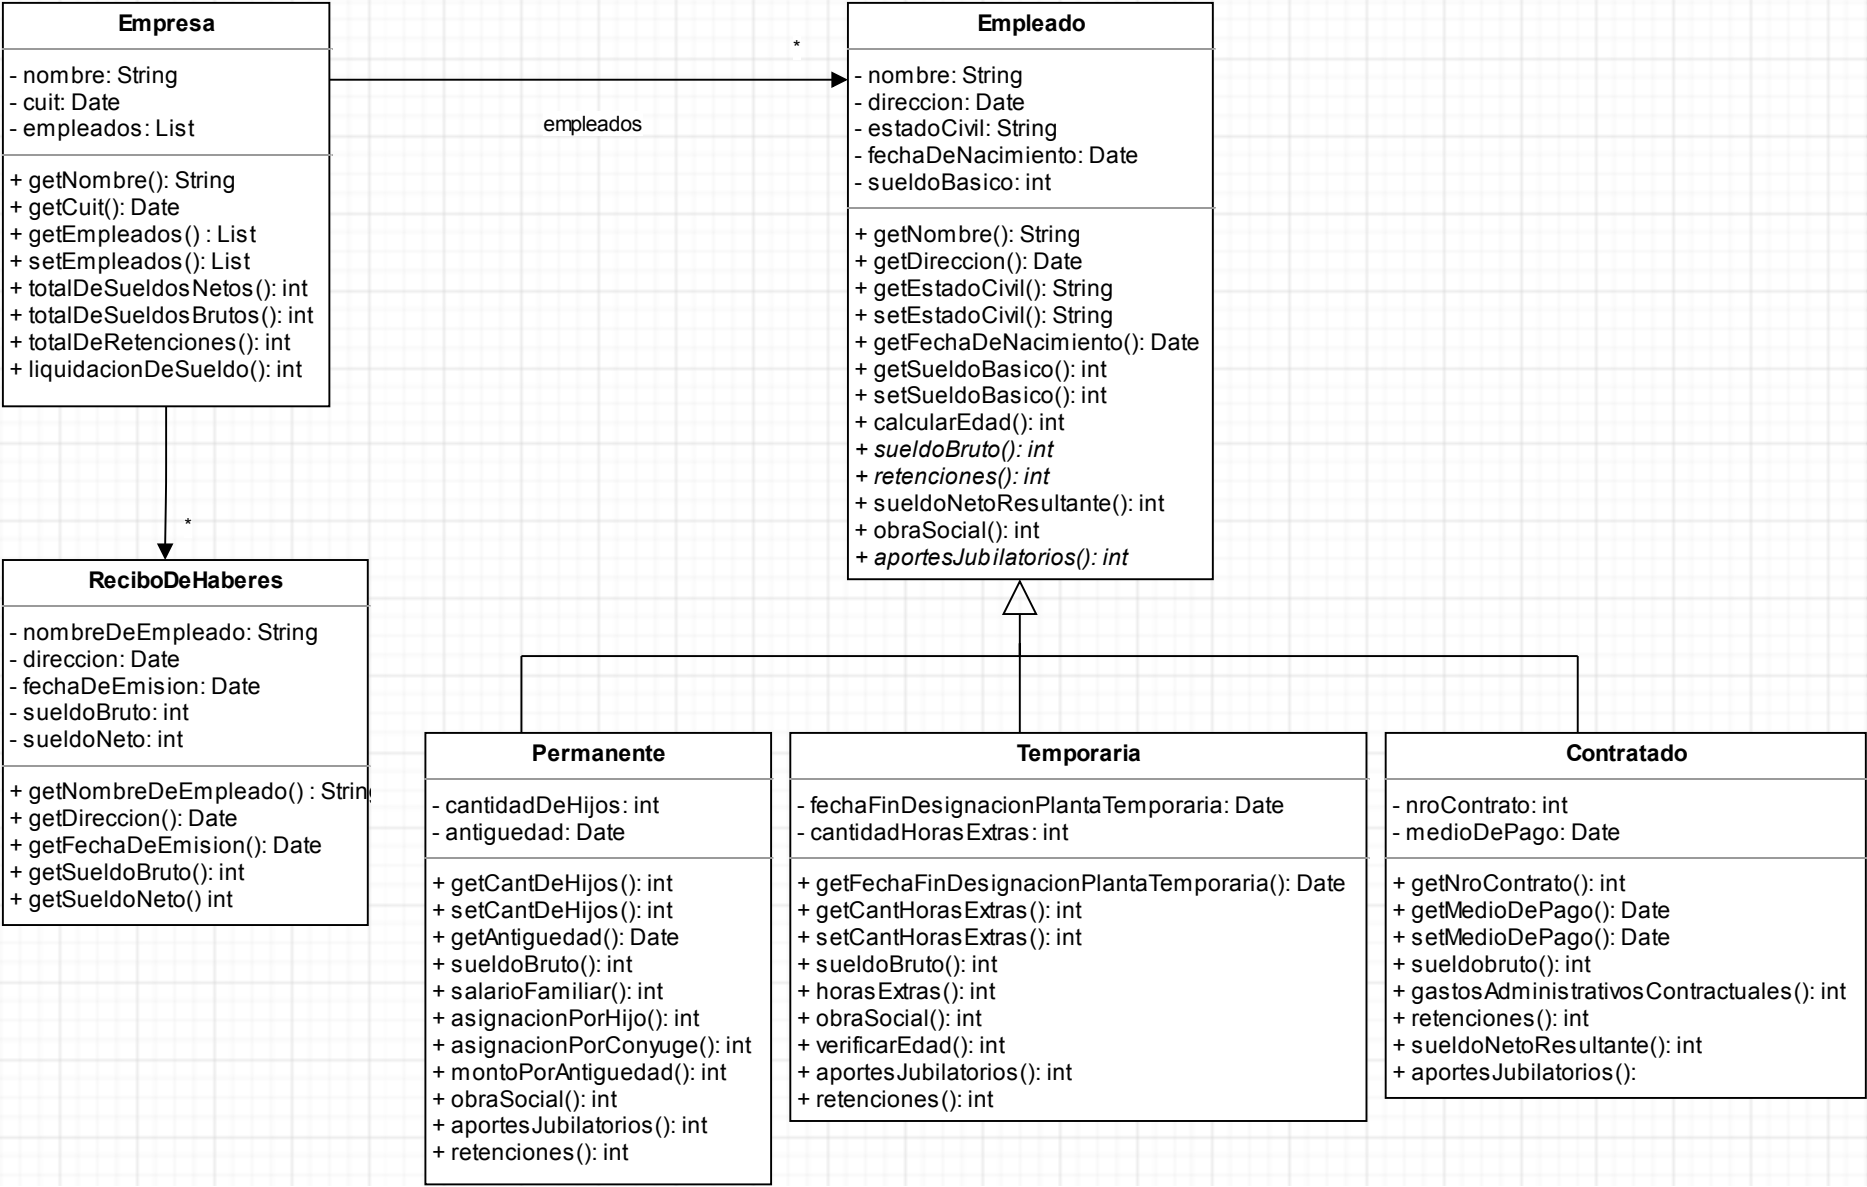 Empresa
- nombre: String
- cuit: Date
- empleados: List
+ getNombre(): String
+ getCuit(): Date
+ getEmpleados() : List
+ setEmpleados(): List
+ totalDeSueldosNetos(): int
+ totalDeSueldosBrutos(): int
+ totalDeRetenciones(): int
+ liquidacionDeSueldo(): int
*
empleados
Empleado
- nombre: String
- direccion: Date
- estadoCivil: String
- fechaDeNacimiento: Date
- sueldoBasico: int
+ getNombre(): String
+ getDireccion(): Date
+ getEstadoCivil(): String
+ setEstadoCivil(): String
+ getFechaDeNacimiento(): Date
+ getSueldoBasico(): int
+ setSueldoBasico(): int
+ calcularEdad(): int
+ sueldoBruto(): int
+ retenciones(): int
+ sueldoNetoResultante(): int
+ obraSocial(): int
+ aportesJubilatorios(): int
*
ReciboDeHaberes
- nombreDeEmpleado: String
- direccion: Date
- fechaDeEmision: Date
- sueldoBruto: int
- sueldoNeto: int
+ getNombreDeEmpleado() : String
+ getDireccion(): Date
+ getFechaDeEmision(): Date
+ getSueldoBruto(): int
+ getSueldoNeto() int
Permanente
- cantidadDeHijos: int
- antiguedad: Date
+ getCantDeHijos(): int
+ setCantDeHijos(): int
+ getAntiguedad(): Date
+ sueldoBruto(): int
+ salarioFamiliar(): int
+ asignacionPorHijo(): int
+ asignacionPorConyuge(): int
+ montoPorAntiguedad(): int
+ obraSocial(): int
+ aportesJubilatorios(): int
+ retenciones(): int
Temporaria
- fechaFinDesignacionPlantaTemporaria: Date
- cantidadHorasExtras: int
+ getFechaFinDesignacionPlantaTemporaria(): Date
+ getCantHorasExtras(): int
+ setCantHorasExtras(): int
+ sueldoBruto(): int
+ horasExtras(): int
+ obraSocial(): int
+ verificarEdad(): int
+ aportesJubilatorios(): int
+ retenciones(): int
Contratado
- nroContrato: int
- medioDePago: Date
+ getNroContrato(): int
+ getMedioDePago(): Date
+ setMedioDePago(): Date
+ sueldobruto(): int
+ gastosAdministrativosContractuales(): int
+ retenciones(): int
+ sueldoNetoResultante(): int
+ aportesJubilatorios():